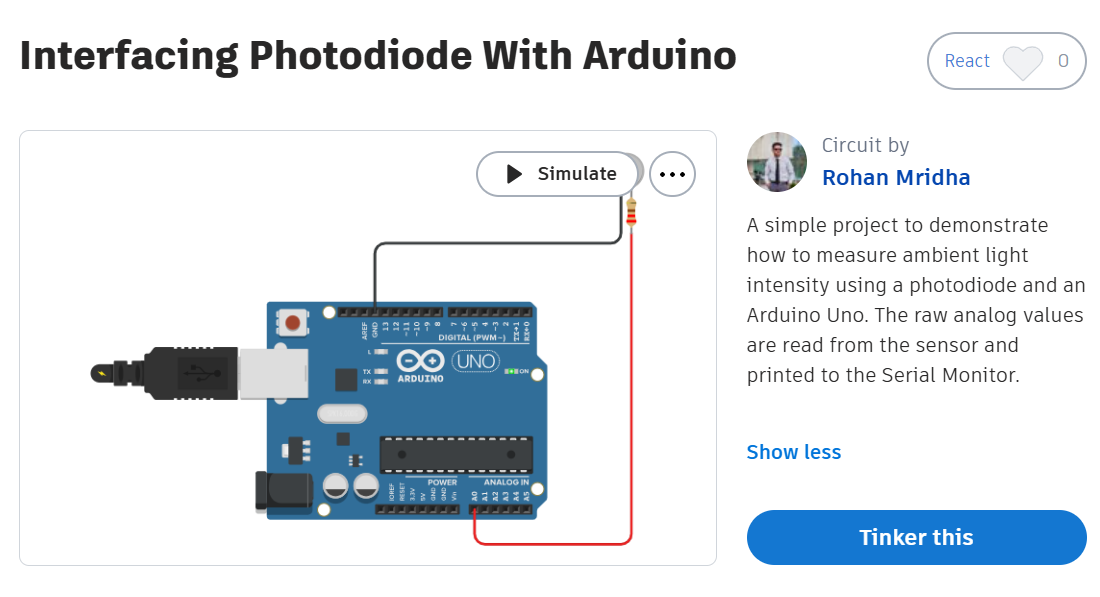 Interfacing Photodiode With Arduino
React 0
Simulate
Circuit by
Rohan Mridha
A simple project to demonstrate
how to measure ambient light
intensity using a photodiode and an
Arduino Uno. The raw analog values
are read from the sensor and
printed to the Serial Monitor.
Show less
Tinker this
AREF
GND
13
12
~11
~10
~9
8
7
~6
~5
4
~3
2
TX→1
RX←0
DIGITAL (PWM~)
L
TX
RX
UNO
ARDUINO
ON
POWER
ANALOG IN
IOREF
RESET
3.3V
5V
GND
GND
Vin
A0
A1
A2
A3
A4
A5